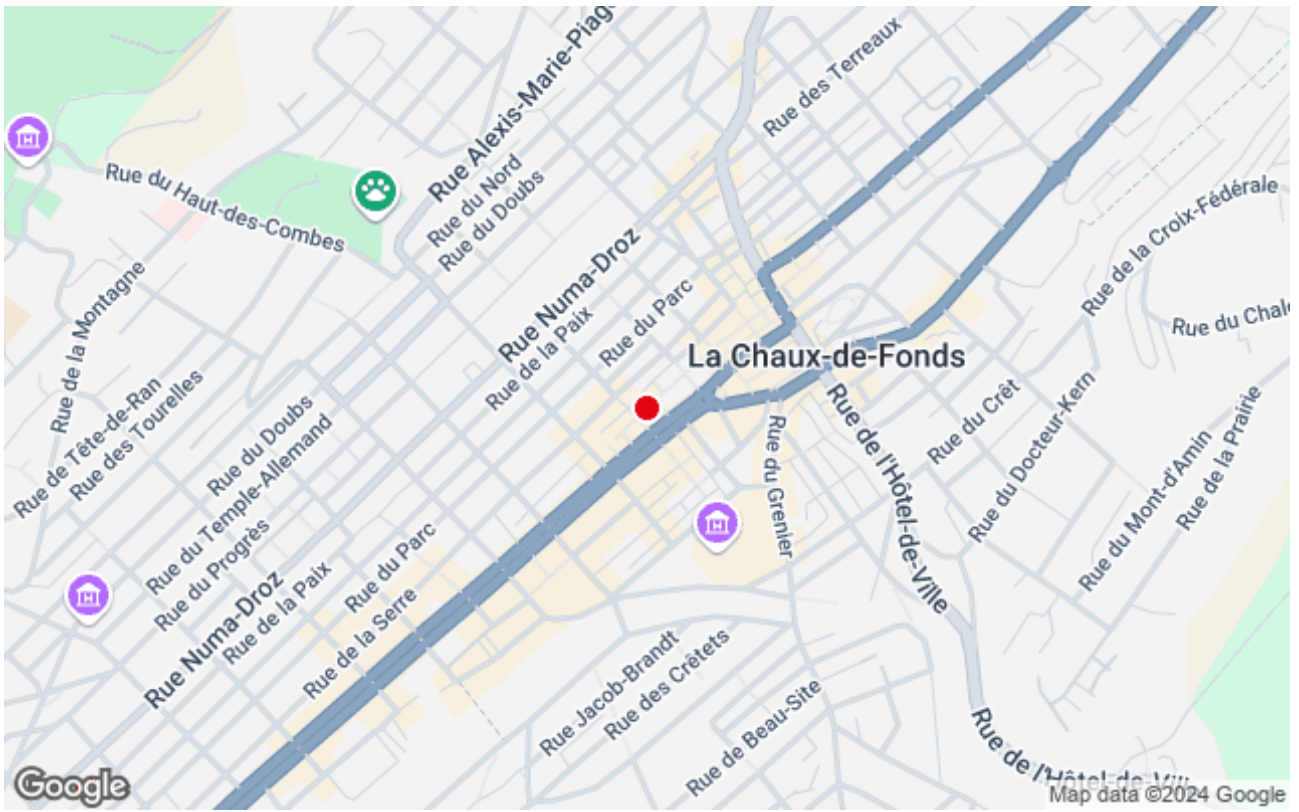 Rue Alexis-Marie-Piag
Rue des Terreaux
Rue du Haut-des-Combes
Rue du Nord
Rue du Doubs
Rue de la Croix-Fédérale
Rue Numa-Droz
Rue de la Paix
Rue du Parc
Rue du Chale
Rue de la Montagne
La Chaux-de-Fonds
Rue de Tête-de-Ran
Rue des Tourelles
Rue du Doubs
Rue du Temple-Allemand
Rue du Progrès
Rue Numa-Droz
Rue de la Paix
Rue du Parc
Rue de la Serre
Rue du Grenier
Rue de l'Hôtel-de-Ville
Rue du Crêt
Rue du Docteur-Kern
Rue du Mont-d'Amin
Rue de la Prairie
Rue Jacob-Brandt
Rue des Crêtets
Rue de Beau-Site
Rue de l'Hôtel-de-Vill
Google
Map data ©2024 Google